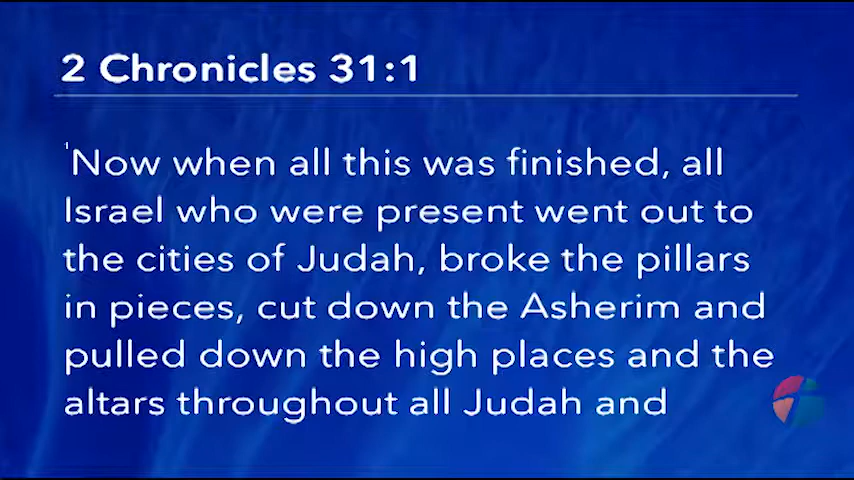 2 Chronicles 31:1
1Now when all this was finished, all
Israel who were present went out to
the cities of Judah, broke the pillars
in pieces, cut down the Asherim and
pulled down the high places and the
altars throughout all Judah and